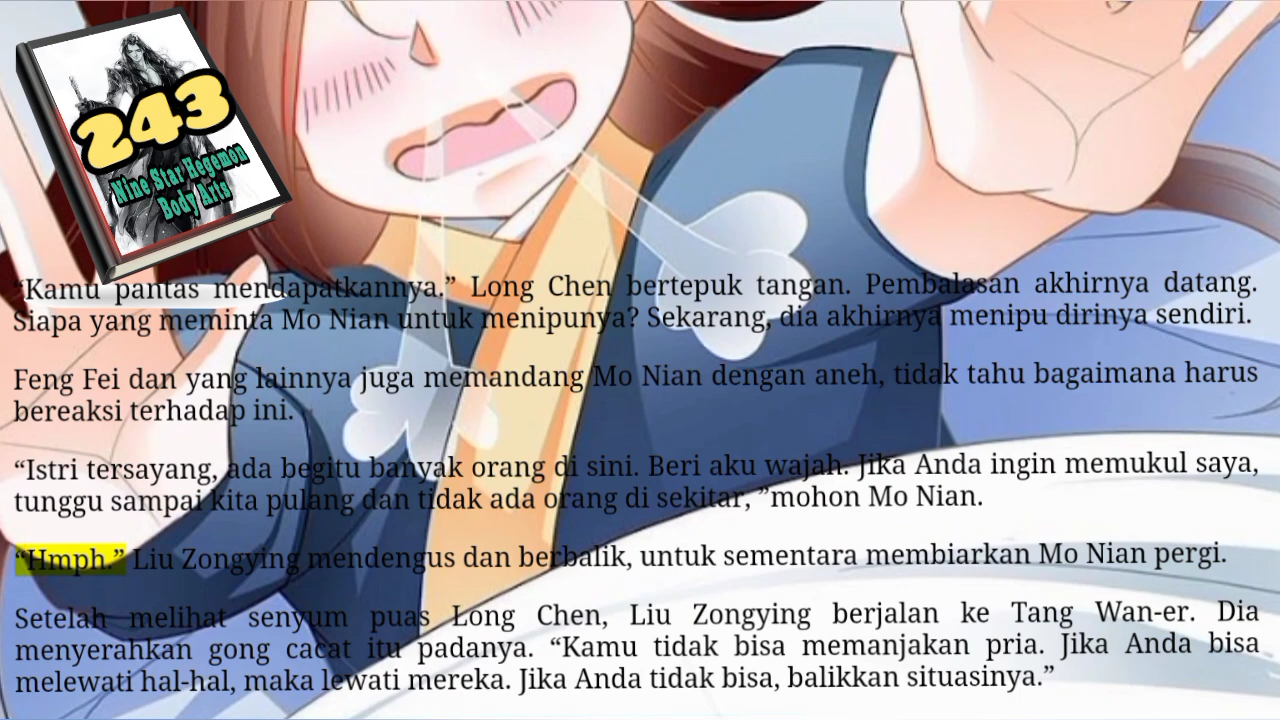 243
Nine Star Hegemon
Body Arts
“Kamu pantas mendapatkannya.” Long Chen bertepuk tangan. Pembalasan akhirnya datang.
Siapa yang meminta Mo Nian untuk menipunya? Sekarang, dia akhirnya menipu dirinya sendiri.
Feng Fei dan yang lainnya juga memandang Mo Nian dengan aneh, tidak tahu bagaimana harus
bereaksi terhadap ini.
“Istri tersayang, ada begitu banyak orang di sini. Beri aku wajah. Jika Anda ingin memukul saya,
tunggu sampai kita pulang dan tidak ada orang di sekitar, ”mohon Mo Nian.
“Hmph.” Liu Zongying mendengus dan berbalik, untuk sementara membiarkan Mo Nian pergi.
Setelah melihat senyum puas Long Chen, Liu Zongying berjalan ke Tang Wan-er. Dia
menyerahkan gong cacat itu padanya. “Kamu tidak bisa memanjakan pria. Jika Anda bisa
melewati hal-hal, maka lewati mereka. Jika Anda tidak bisa, balikkan situasinya.”